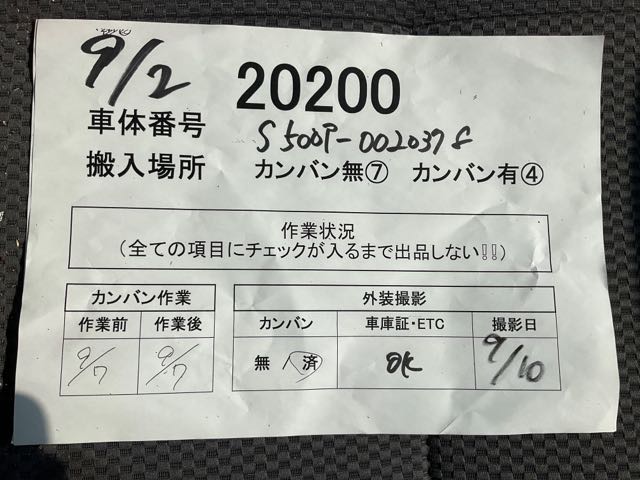 9/2
20200
車体番号 S500P-0020378
搬入場所 カンバン無⑦ カンバン有④
作業状況
(全ての項目にチェックが入るまで出品しない!!)
カンバン作業 外装撮影
作業前 作業後 カンバン 車庫証・ETC 撮影日
9/7 9/7 無 済 OK 9/10